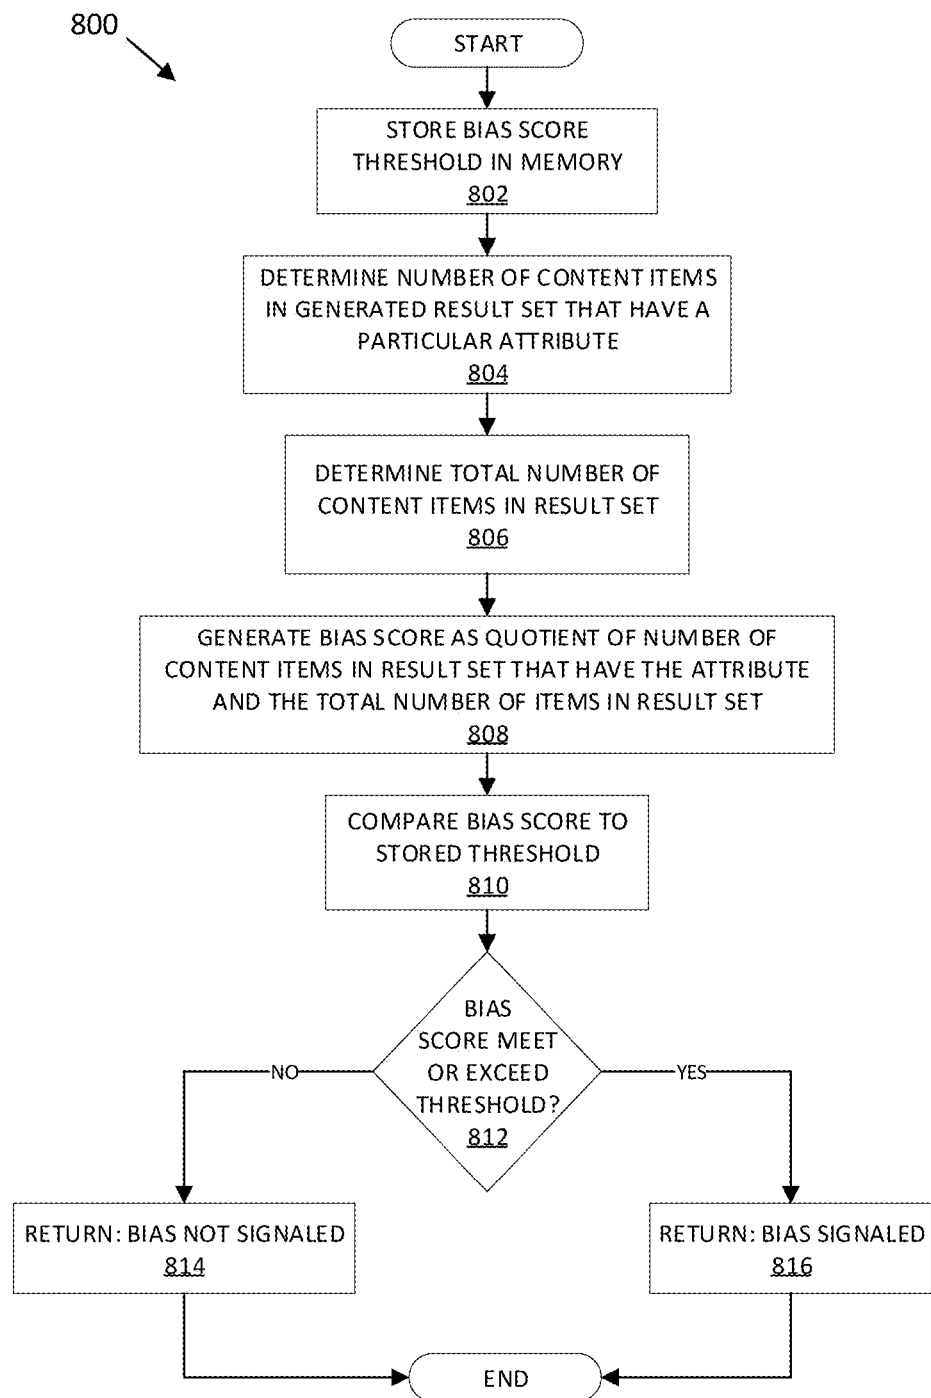 800
START
STORE BIAS SCORE
THRESHOLD IN MEMORY
802
DETERMINE NUMBER OF CONTENT ITEMS
IN GENERATED RESULT SET THAT HAVE A
PARTICULAR ATTRIBUTE
804
DETERMINE TOTAL NUMBER OF
CONTENT ITEMS IN RESULT SET
806
GENERATE BIAS SCORE AS QUOTIENT OF NUMBER OF
CONTENT ITEMS IN RESULT SET THAT HAVE THE ATTRIBUTE
AND THE TOTAL NUMBER OF ITEMS IN RESULT SET
808
COMPARE BIAS SCORE TO
STORED THRESHOLD
810
BIAS
SCORE MEET
OR EXCEED
THRESHOLD?
812
NO
YES
RETURN: BIAS NOT SIGNALED
814
RETURN: BIAS SIGNALED
816
END